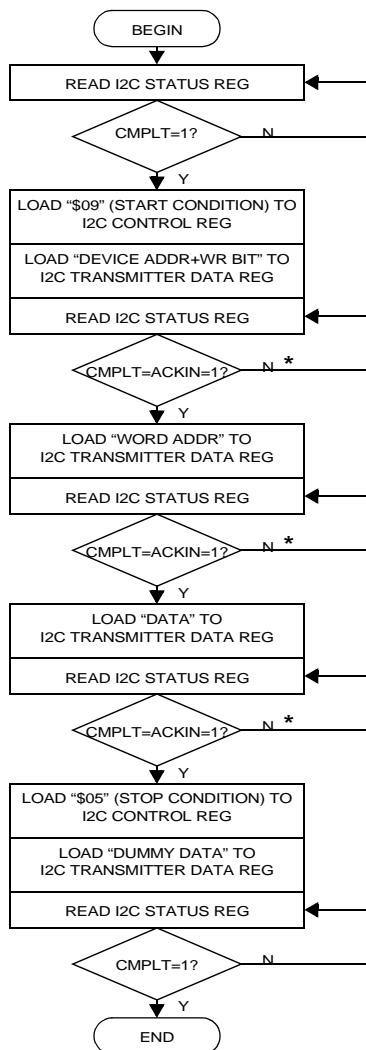 BEGIN
READ I2C STATUS REG
CMPLT=1?
N
Y
LOAD “$09” (START CONDITION) TO
I2C CONTROL REG
LOAD “DEVICE ADDR+WR BIT” TO
I2C TRANSMITTER DATA REG
READ I2C STATUS REG
CMPLT=ACKIN=1?
N *
Y
LOAD “WORD ADDR” TO
I2C TRANSMITTER DATA REG
READ I2C STATUS REG
CMPLT=ACKIN=1?
N *
Y
LOAD “DATA” TO
I2C TRANSMITTER DATA REG
READ I2C STATUS REG
CMPLT=ACKIN=1?
N *
Y
LOAD “$05” (STOP CONDITION) TO
I2C CONTROL REG
LOAD “DUMMY DATA” TO
I2C TRANSMITTER DATA REG
READ I2C STATUS REG
CMPLT=1?
N
Y
END